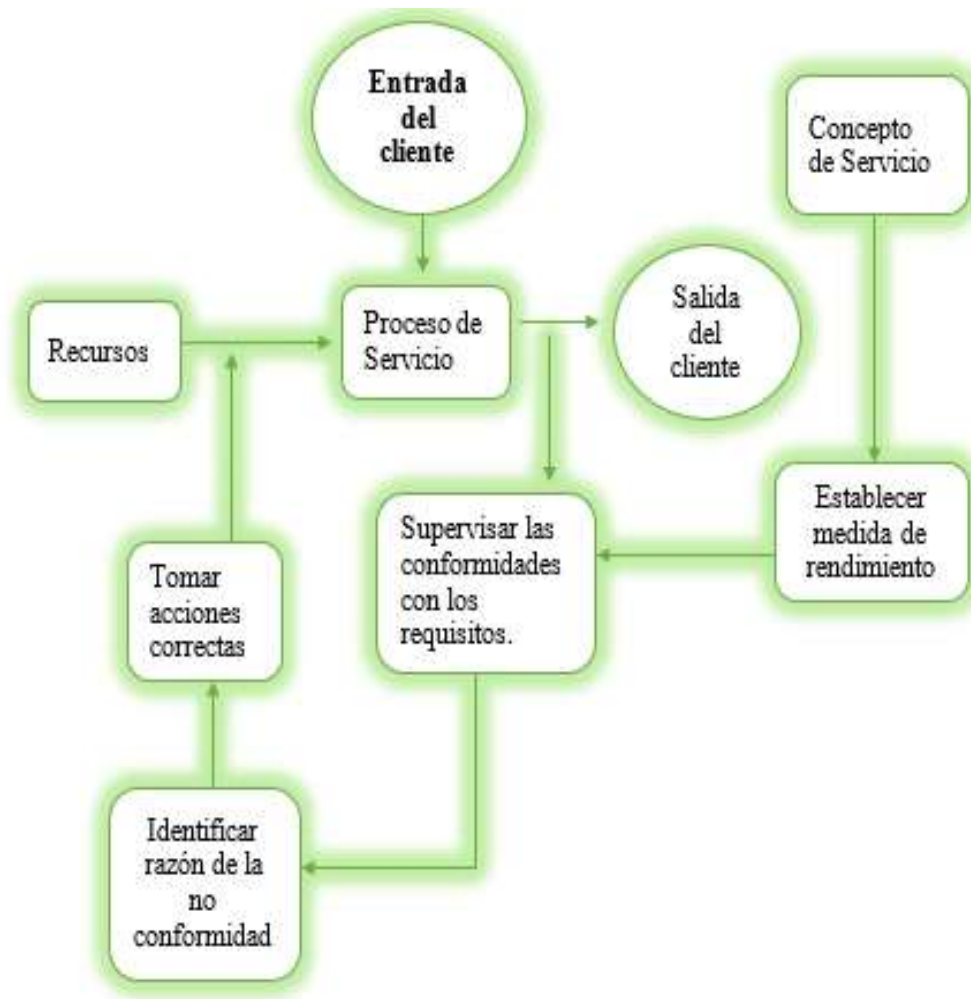 Entrada
del
cliente
Concepto
de Servicio
Recursos
Proceso de
Servicio
Salida
del
cliente
Establecer
medida de
rendimiento
Supervisar las
conformidades
con los
requisitos.
Tomar
acciones
correctas
Identificar
razón de la
no
conformidad